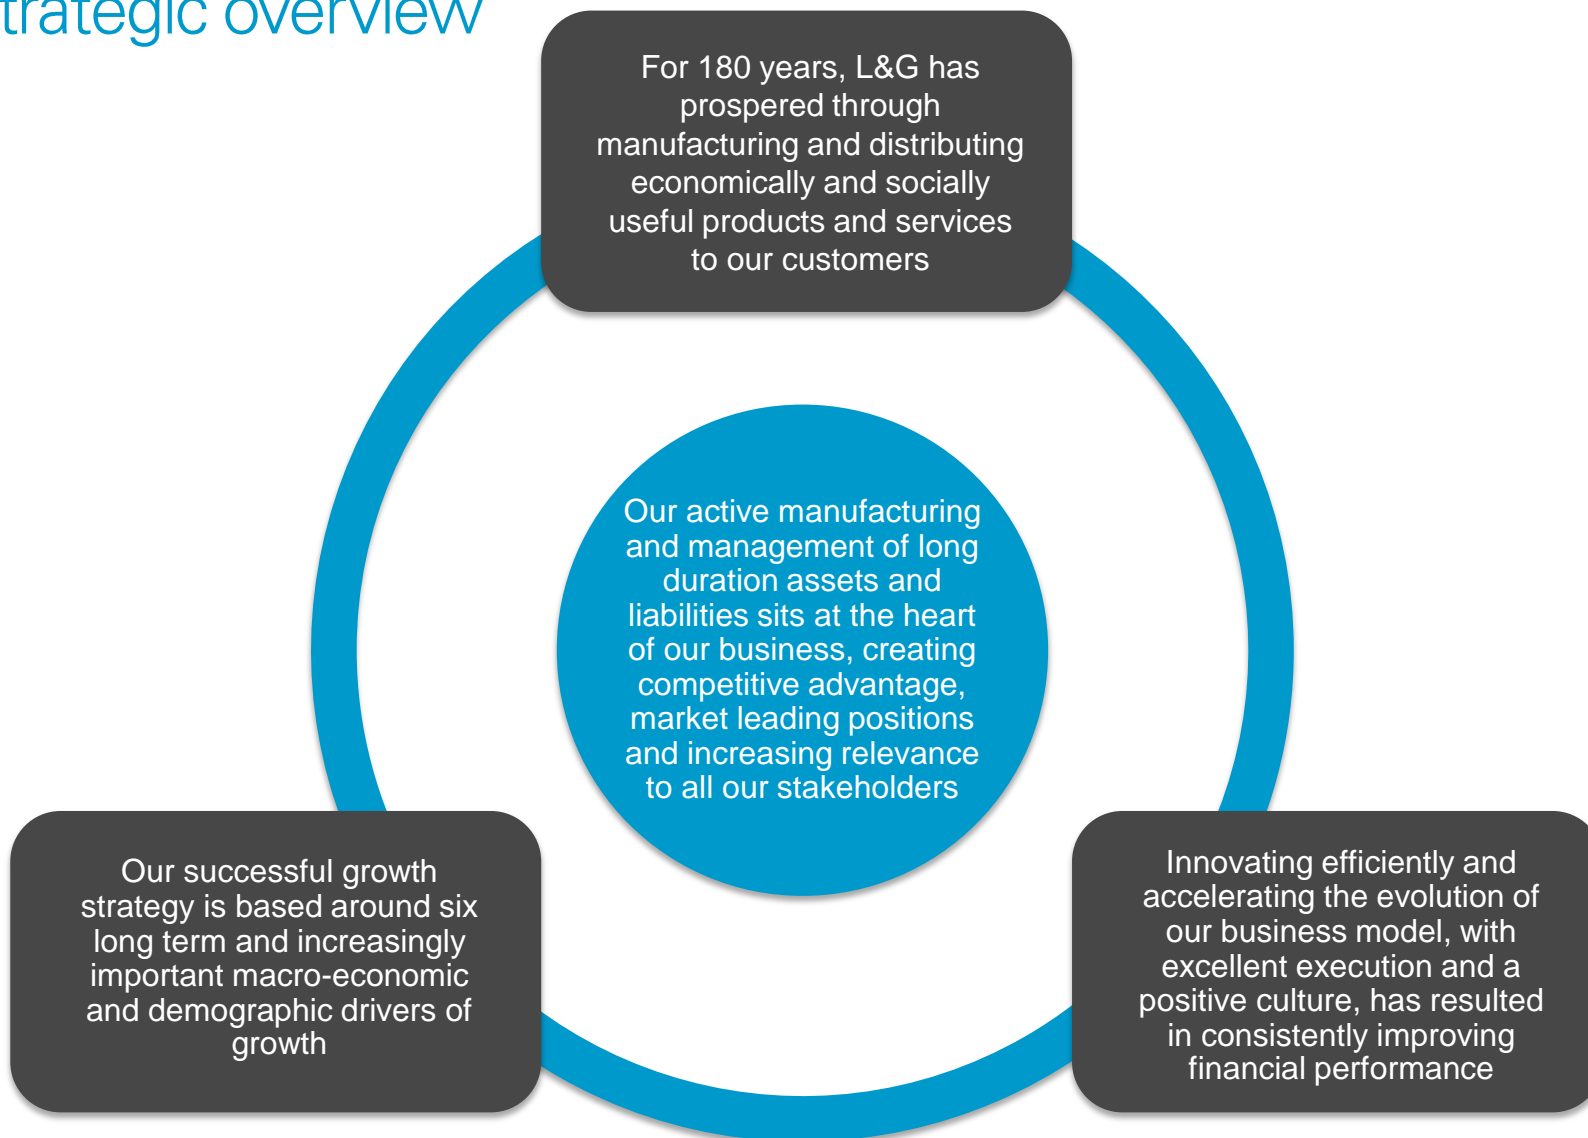 trategic overview
For 180 years, L&G has
prospered through
manufacturing and distributing
economically and socially
useful products and services
to our customers
Our active manufacturing
and management of long
duration assets and
liabilities sits at the heart
of our business, creating
competitive advantage,
market leading positions
and increasing relevance
to all our stakeholders
Our successful growth
strategy is based around six
long term and increasingly
important macro-economic
and demographic drivers of
growth
Innovating efficiently and
accelerating the evolution of
our business model, with
excellent execution and a
positive culture, has resulted
in consistently improving
financial performance